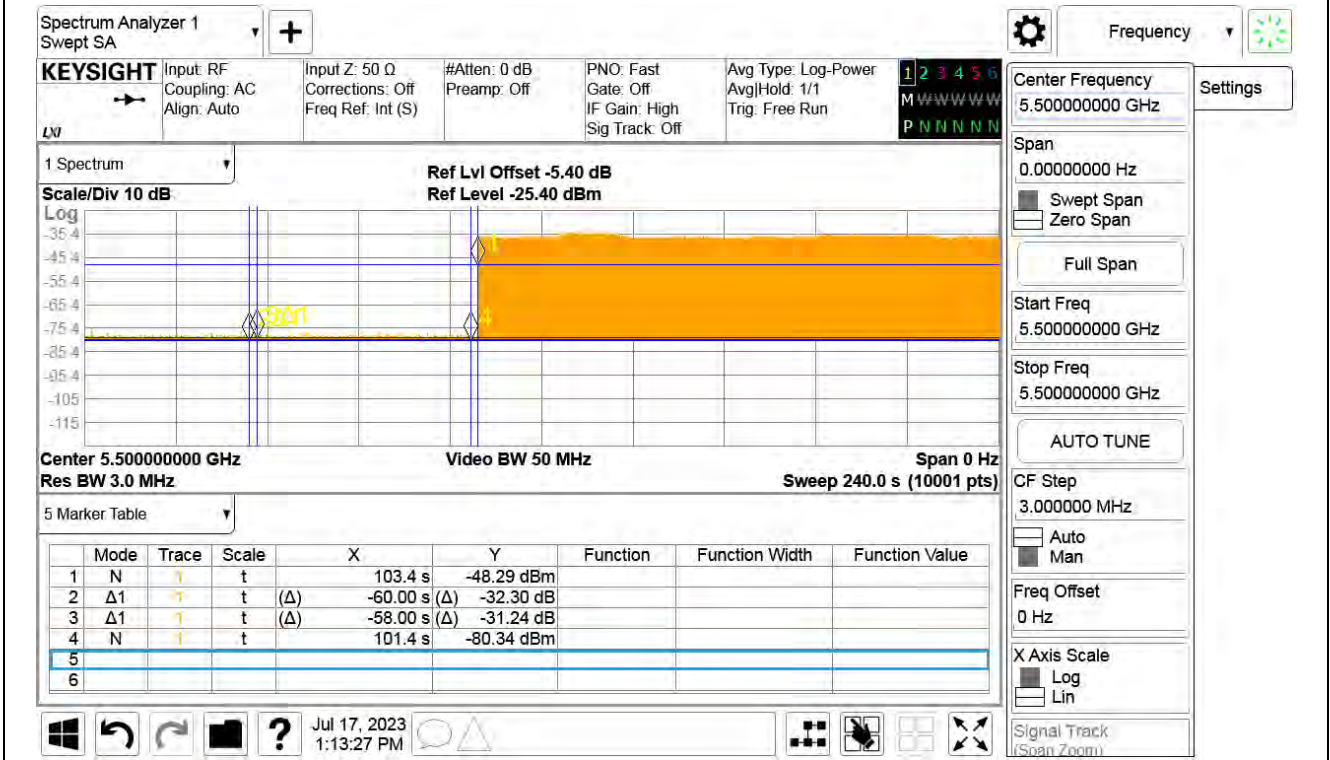 Spectrum Analyzer 1
Swept SA
Frequency
KEYSIGHT
LXI
Input: RF
Coupling: AC
Align: Auto
Input Z: 50 Ω
Corrections: Off
Freq Ref: Int (S)
#Atten: 0 dB
Preamp: Off
PNO: Fast
Gate: Off
IF Gain: High
Sig Track: Off
Avg Type: Log-Power
Avg|Hold: 1/1
Trig: Free Run
1 2 3 4 5 6
M W W W W W W
P N N N N N N
Settings
Center Frequency
5.500000000 GHz
Span
0.00000000 Hz
Swept Span
Zero Span
Full Span
Start Freq
5.500000000 GHz
Stop Freq
5.500000000 GHz
AUTO TUNE
CF Step
3.000000 MHz
Auto
Man
Freq Offset
0 Hz
X Axis Scale
Log
Lin
Signal Track
(Span Zoom)
1 Spectrum
Scale/Div 10 dB
Ref Lvl Offset -5.40 dB
Ref Level -25.40 dBm
Log
-35.4
-45.4
-55.4
-65.4
-75.4
-85.4
-95.4
-105
-115
1
4
Center 5.500000000 GHz
Video BW 50 MHz
Span 0 Hz
Res BW 3.0 MHz
Sweep 240.0 s (10001 pts)
5 Marker Table
Mode Trace Scale X Y Function Function Width Function Value
1 N 1 t 103.4 s -48.29 dBm
2 Δ1 1 t (Δ) -60.00 s (Δ) -32.30 dB
3 Δ1 1 t (Δ) -58.00 s (Δ) -31.24 dB
4 N 1 t 101.4 s -80.34 dBm
5
6
?
Jul 17, 2023
1:13:27 PM